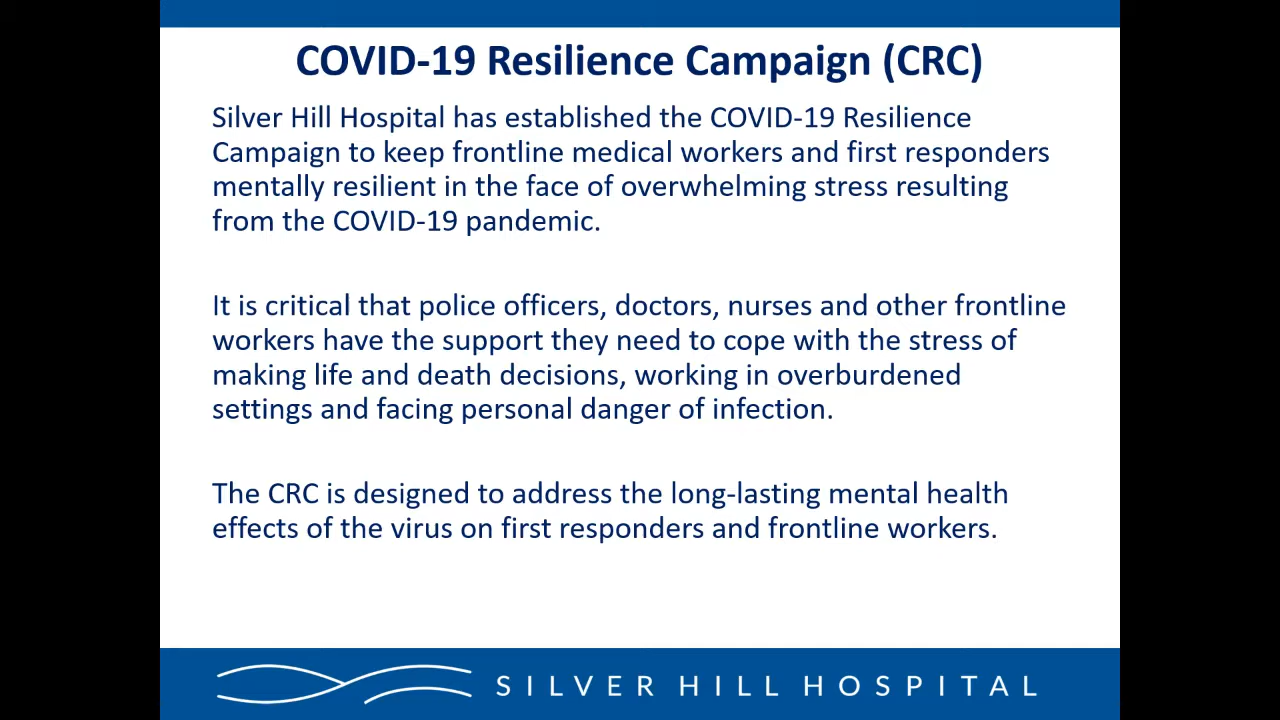 COVID-19 Resilience Campaign (CRC)
Silver Hill Hospital has established the COVID-19 Resilience
Campaign to keep frontline medical workers and first responders
mentally resilient in the face of overwhelming stress resulting
from the COVID-19 pandemic.
It is critical that police officers, doctors, nurses and other frontline
workers have the support they need to cope with the stress of
making life and death decisions, working in overburdened
settings and facing personal danger of infection.
The CRC is designed to address the long-lasting mental health
effects of the virus on first responders and frontline workers.
SILVER HILL HOSPITAL